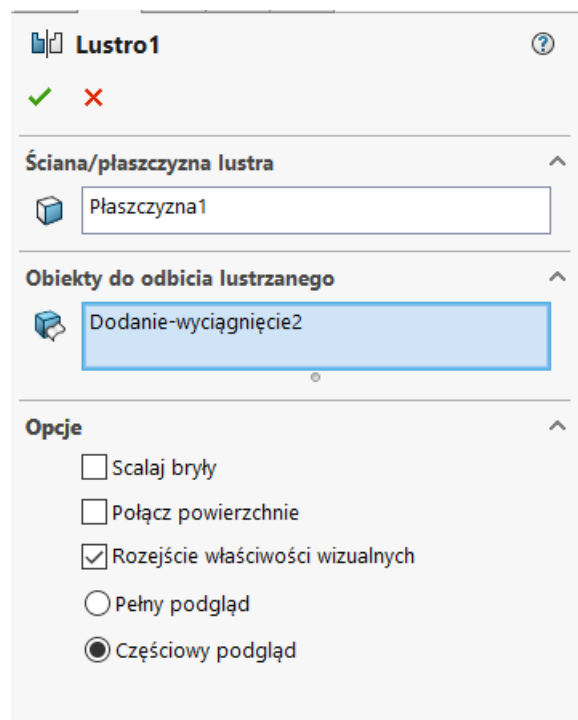 Lustro1
Ściana/płaszczyzna lustra
Płaszczyzna1
Obiekty do odbicia lustrzanego
Dodanie-wyciągnięcie2
Opcje
Scalaj bryły
Połącz powierzchnie
Rozejście właściwości wizualnych
Pełny podgląd
Częściowy podgląd